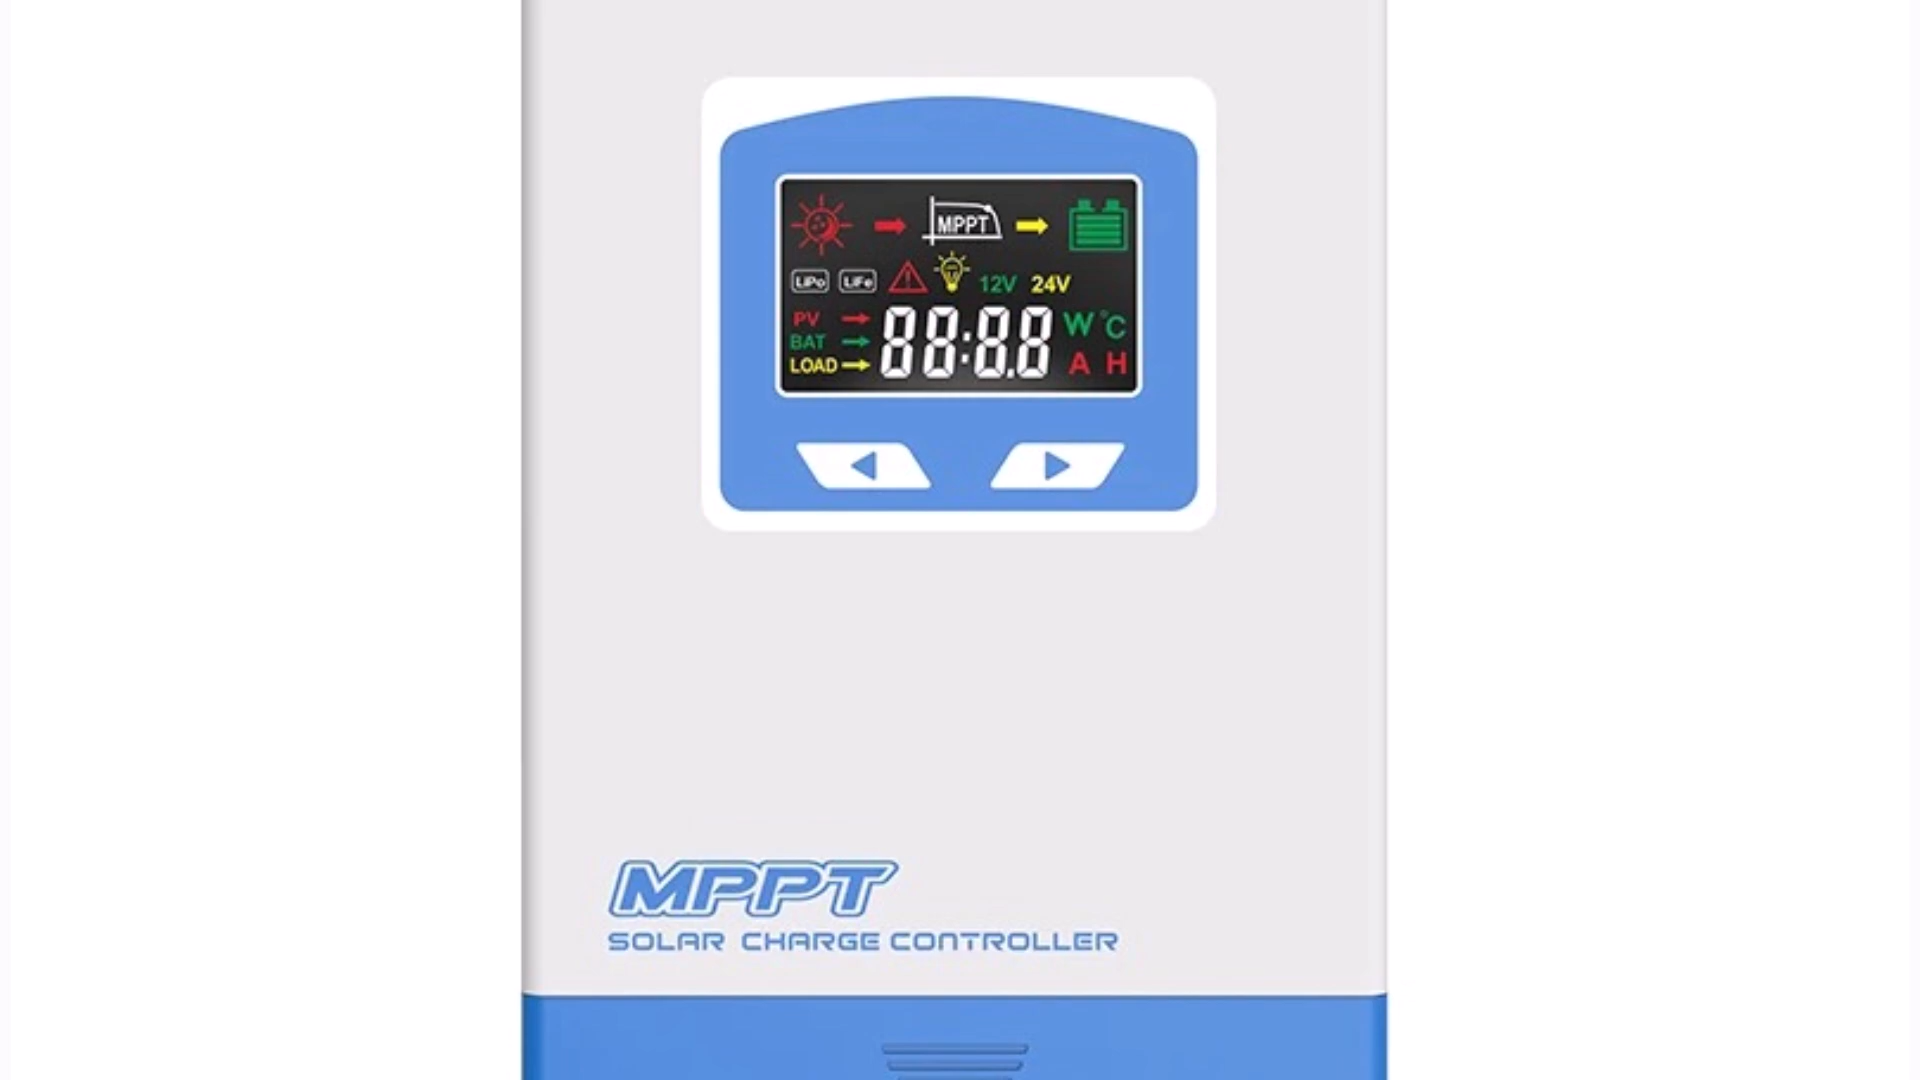 MPPT
LiPo LiFe 12V 24V
PV
BAT
LOAD
88:8.8
W °C
A H
MPPT
SOLAR CHARGE CONTROLLER